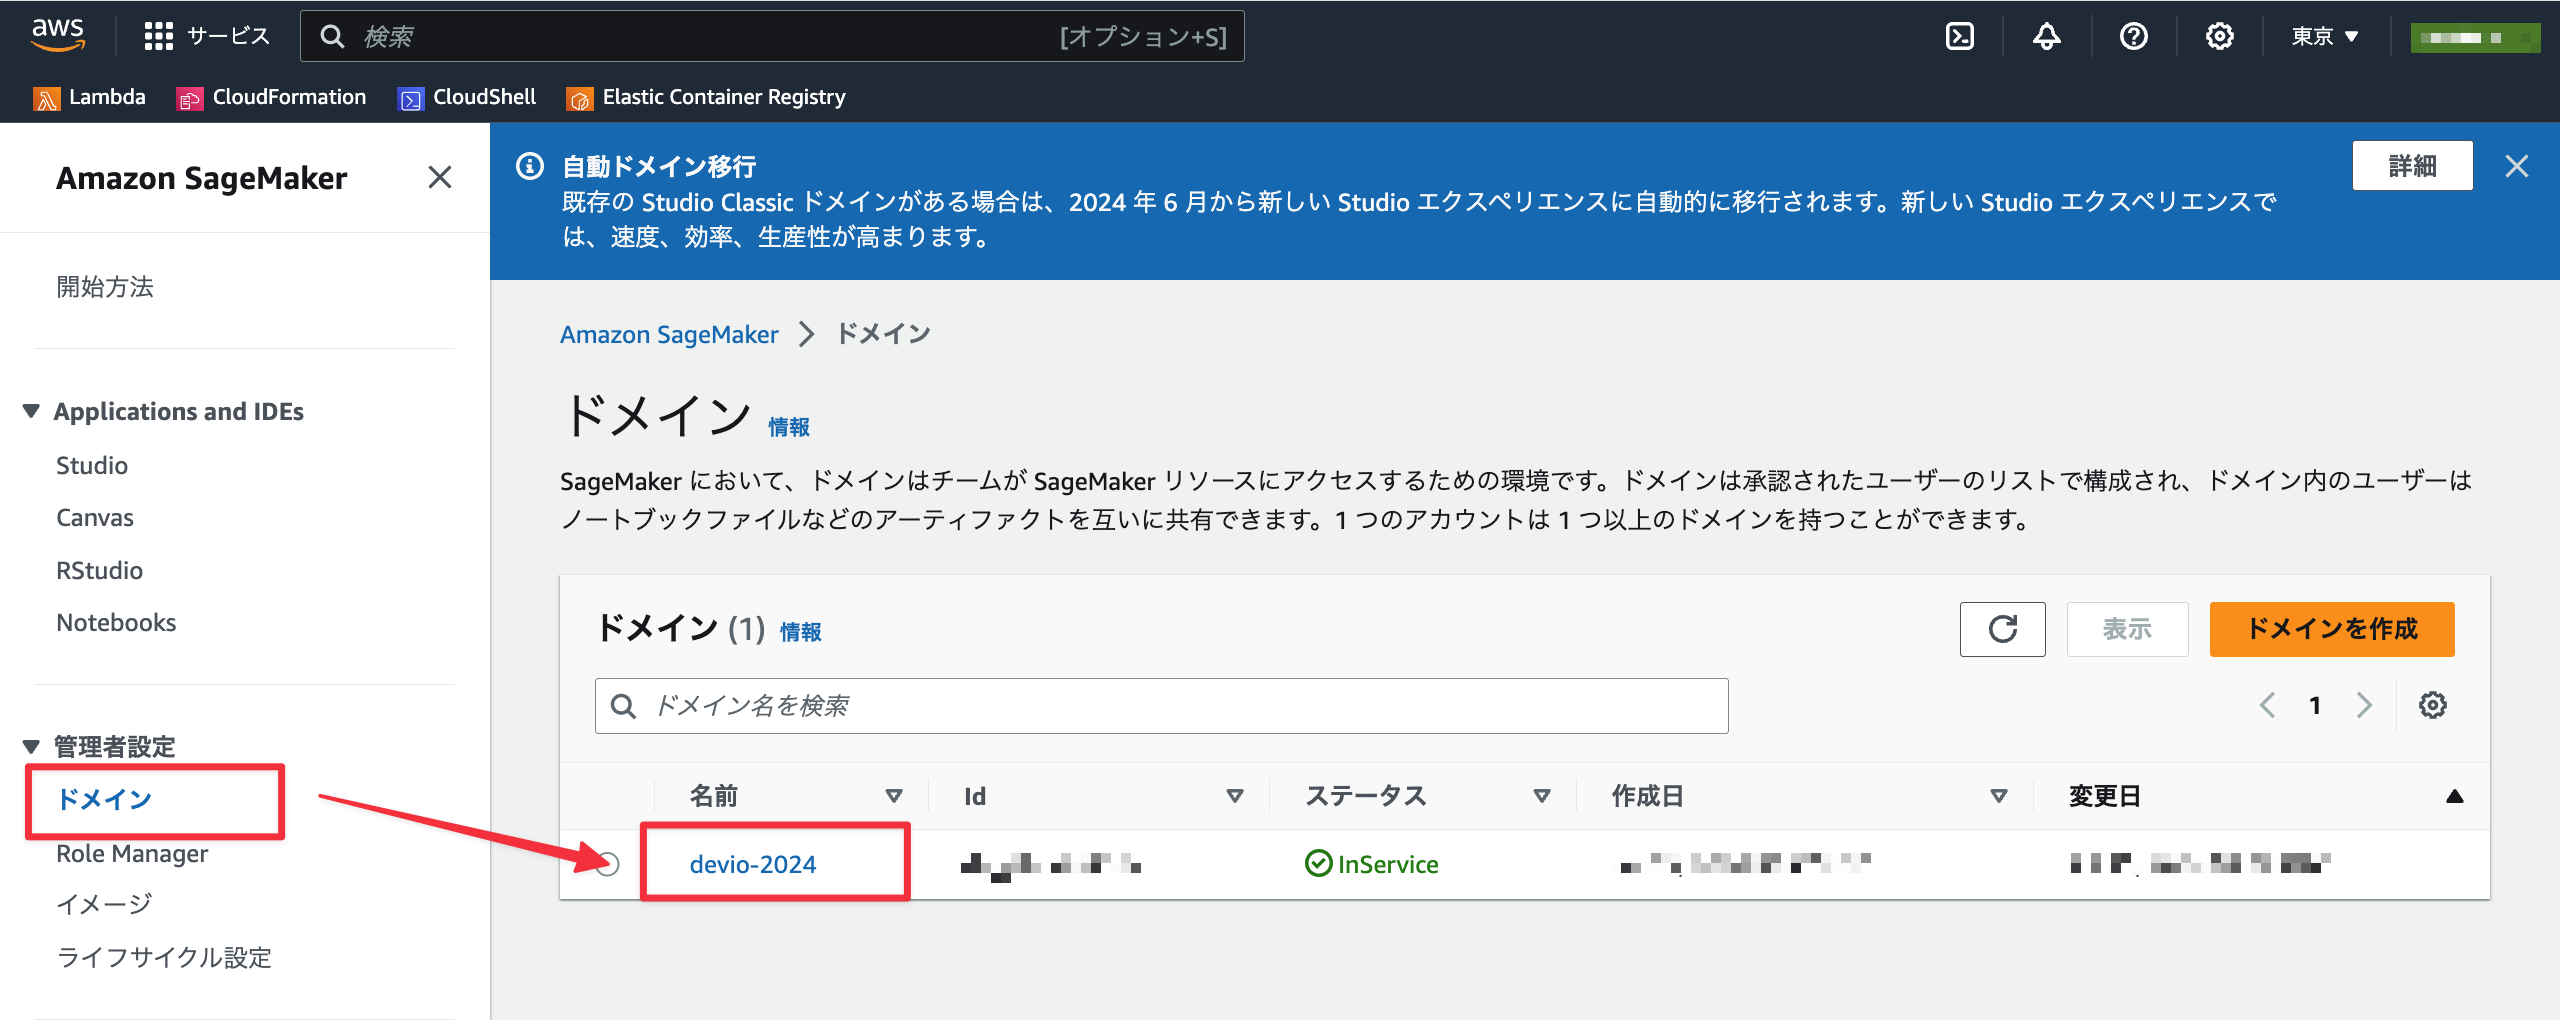 aws
サービス
検索
[オプション+S]
東京
Lambda
CloudFormation
CloudShell
Elastic Container Registry
Amazon SageMaker
開始方法
Applications and IDEs
Studio
Canvas
RStudio
Notebooks
管理者設定
ドメイン
Role Manager
イメージ
ライフサイクル設定
自動ドメイン移行
既存の Studio Classic ドメインがある場合は、2024 年 6 月から新しい Studio エクスペリエンスに自動的に移行されます。新しい Studio エクスペリエンスで
は、速度、効率、生産性が高まります。
詳細
Amazon SageMaker
ドメイン
ドメイン 情報
SageMaker において、ドメインはチームが SageMaker リソースにアクセスするための環境です。ドメインは承認されたユーザーのリストで構成され、ドメイン内のユーザーは
ノートブックファイルなどのアーティファクトを互いに共有できます。1 つのアカウントは 1 つ以上のドメインを持つことができます。
ドメイン (1) 情報
表示
ドメインを作成
ドメイン名を検索
1
名前
Id
ステータス
作成日
変更日
devio-2024
InService